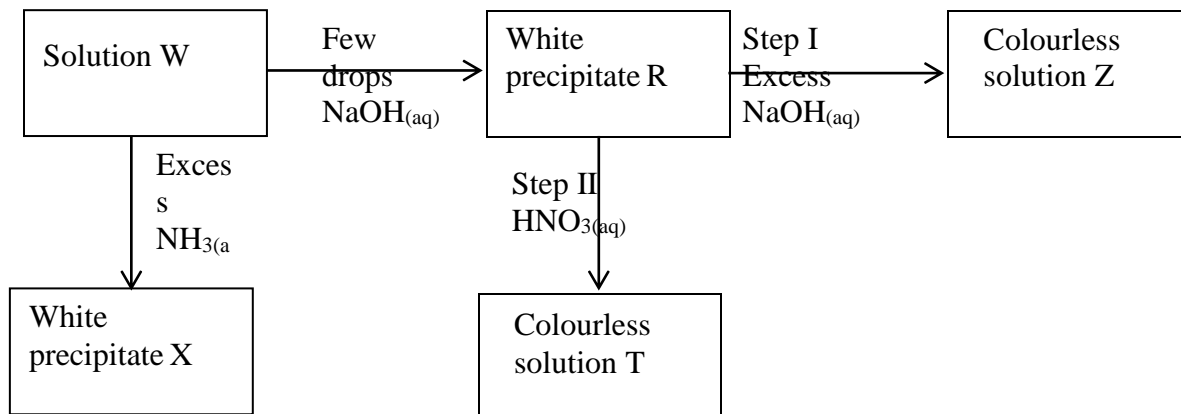 Solution W
Few
drops
NaOH(aq)
White
precipitate R
Step I
Excess
NaOH(aq)
Colourless
solution Z
Exces
s
NH3(a
Step II
HNO3(aq)
White
precipitate X
Colourless
solution T